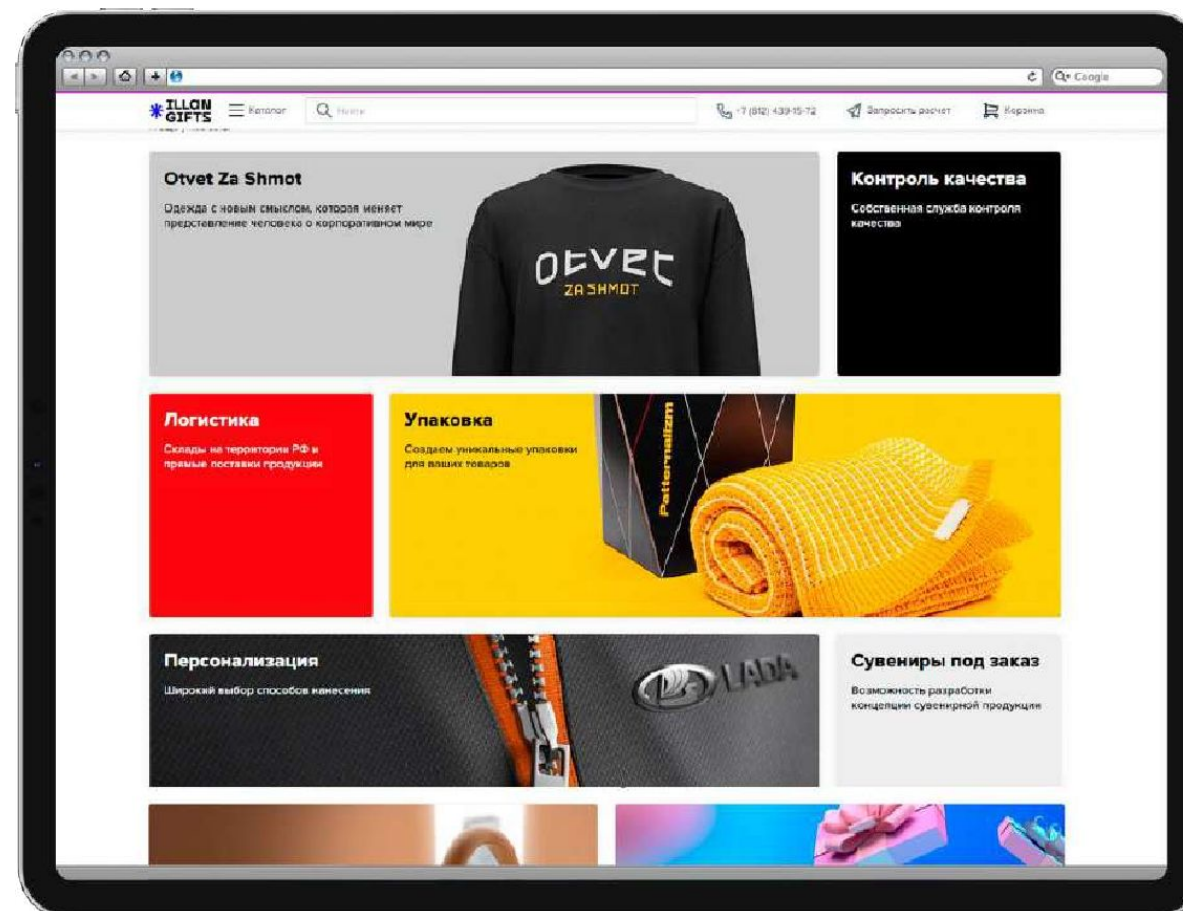 Google
ILLAN
GIFTS
Каталог
Найти
+7 (812) 439-15-72
Запросить расчет
Корзина
Otvet Za Shmot
Одежда с новым смыслом, которая меняет
представление человека о корпоративном мире
OtVet
ZA SHMOT
Контроль качества
Собственная служба контроля
качества
Логистика
Склады на территории РФ и
прямые поставки продукции
Упаковка
Создаем уникальные упаковки
для ваших товаров
Patternalizm
Персонализация
Широкий выбор способов нанесения
LADA
Сувениры под заказ
Возможность разработки
концепции сувенирной продукции